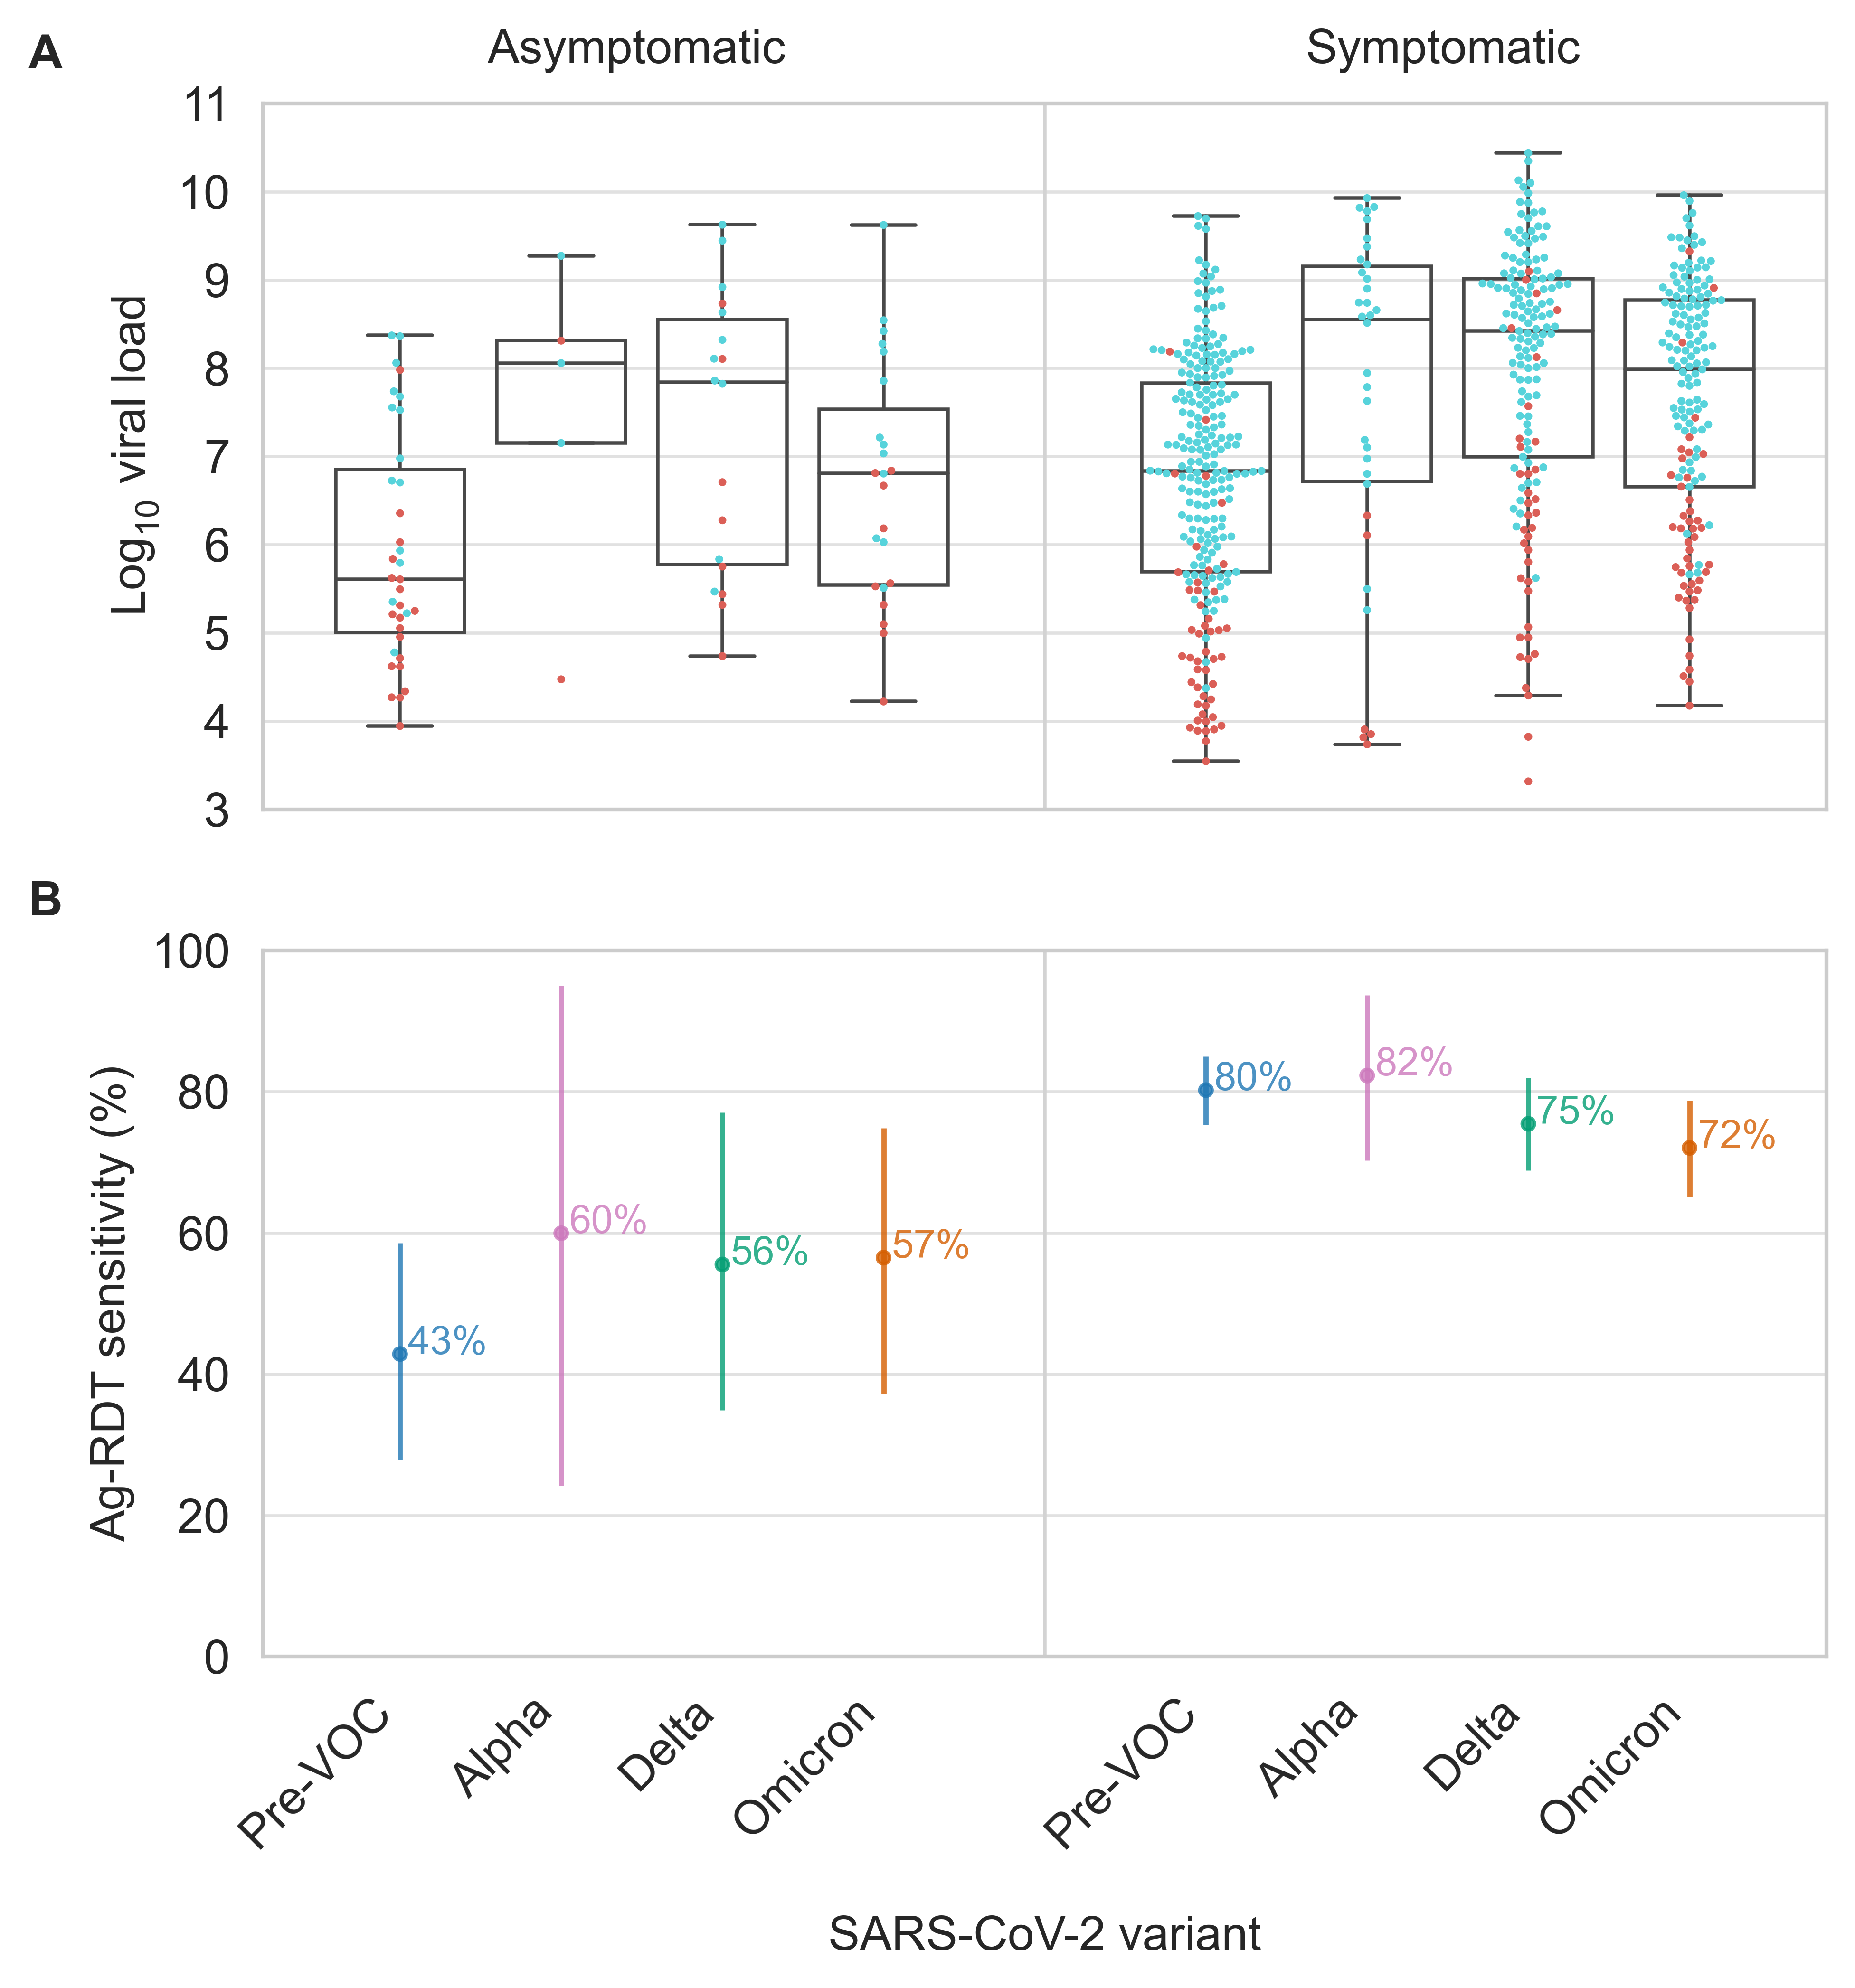 A
Asymptomatic
Symptomatic
11
10
9
8
7
6
5
4
3
Log10 viral load
B
100
80
60
40
20
0
Ag-RDT sensitivity (%)
43%
60%
56%
57%
80%
82%
75%
72%
Pre-VOC
Alpha
Delta
Omicron
Pre-VOC
Alpha
Delta
Omicron
SARS-CoV-2 variant